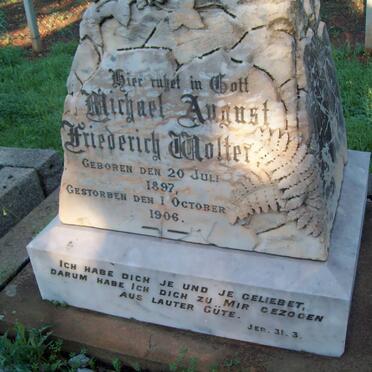 Hier ruhet in Gott
Michael August
Friederich Wolter.
GEBOREN DEN 20 JULI
1897.
GESTORBEN DEN 1 OCTOBER
1906.
ICH HABE DICH JE UND JE GELIEBET,
DARUM HABE ICH DICH ZU MIR GEZOGEN
AUS LAUTER GÜTE.
JER. 31. 3.